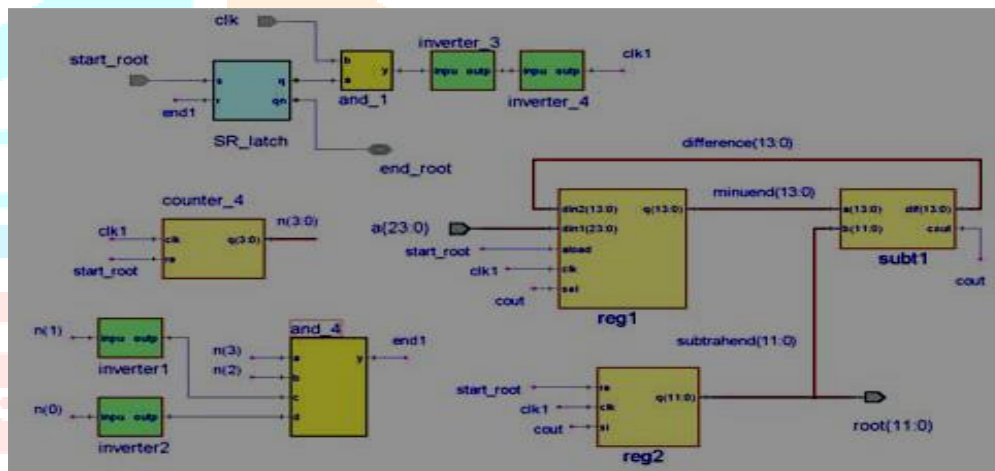 clk
start_root
s
q
r
qn
end1
SR_latch
end_root
b
a
y
and_1
inverter_3
inpu outp
inpu outp
inverter_4
clk1
counter_4
n(3:0)
clk1
clk
q(3:0)
re
start_root
difference(13:0)
minuend(13:0)
a(23:0)
din2(13:0)
q(13:0)
din1(23:0)
start_root
aload
clk1
clk
cout
sel
reg1
a(13:0)
dif(13:0)
b(11:0)
cout
subt1
cout
n(1)
inpu outp
inverter1
n(0)
inpu outp
inverter2
and_4
n(3)
a
y
end1
n(2)
b
c
d
subtrahend(11:0)
start_root
re
clk1
clk
q(11:0)
cout
sl
reg2
root(11:0)